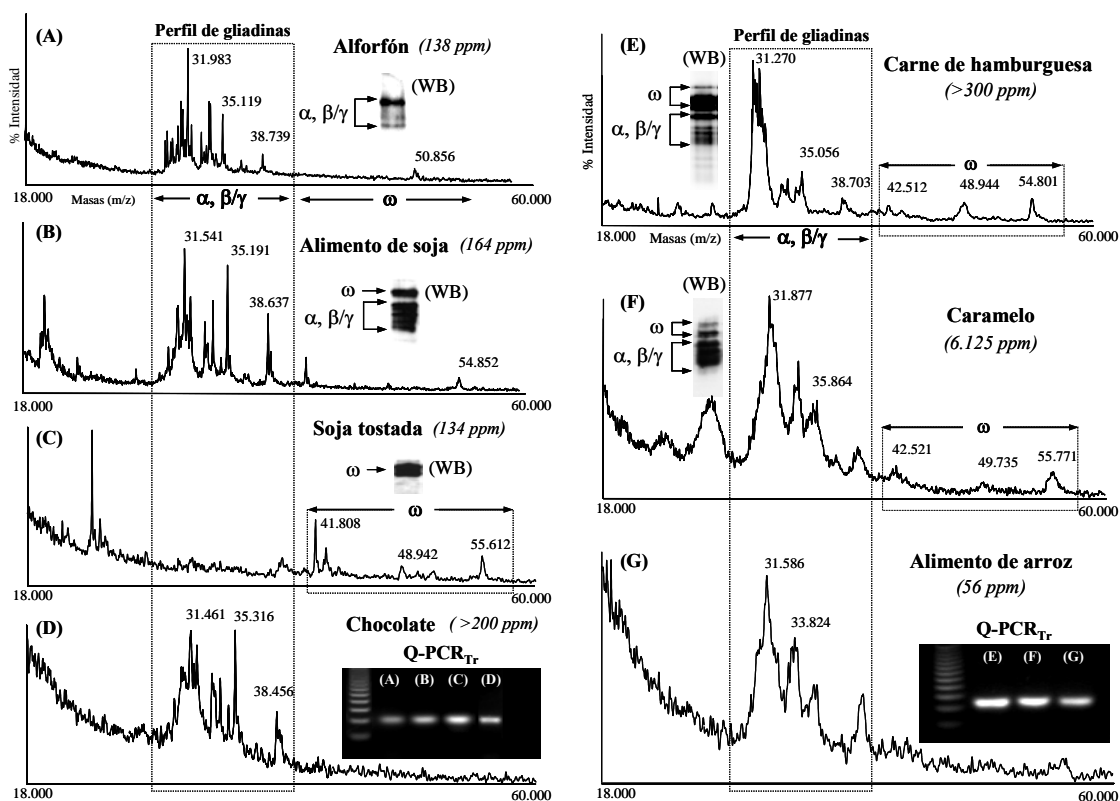 (A)
Perfil de gliadinas
Alforfón (138 ppm)
% Intensidad
31.983
35.119
38.739
50.856
(WB)
α, β/γ
18.000
Masas (m/z)
α, β/γ
ω
60.000
(B)
Alimento de soja (164 ppm)
31.541
35.191
38.637
54.852
ω
(WB)
α, β/γ
18.000
60.000
(C)
Soja tostada (134 ppm)
ω
(WB)
ω
41.808
48.942
55.612
18.000
60.000
(D)
Chocolate (>200 ppm)
31.461
35.316
38.456
Q-PCRTr
(A) (B) (C) (D)
18.000
60.000
(E)
Perfil de gliadinas
Carne de hamburguesa
(>300 ppm)
% Intensidad
(WB)
ω
α, β/γ
31.270
35.056
38.703
ω
42.512
48.944
54.801
18.000
Masas (m/z)
α, β/γ
60.000
(F)
Caramelo
(6.125 ppm)
(WB)
ω
α, β/γ
31.877
35.864
ω
42.521
49.735
55.771
18.000
60.000
(G)
Alimento de arroz
(56 ppm)
31.586
33.824
Q-PCRTr
(E) (F) (G)
18.000
60.000